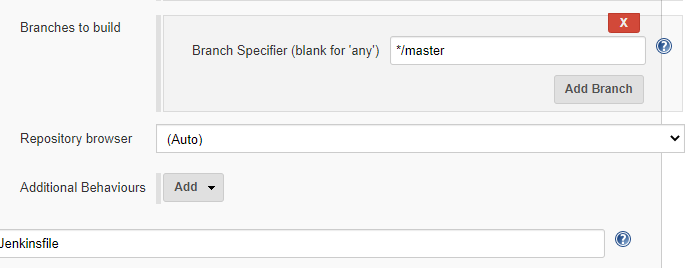 Branches to build
X
Branch Specifier (blank for 'any') */master
Add Branch
Repository browser (Auto)
Additional Behaviours Add
Jenkinsfile